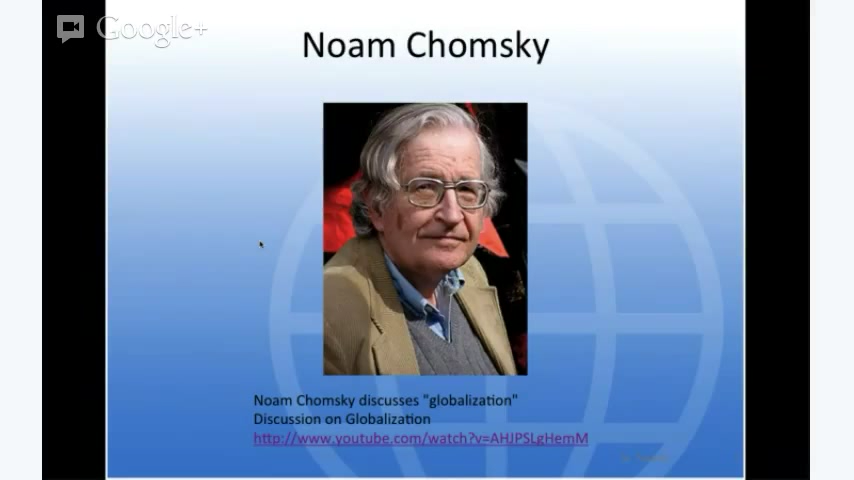 Google+
Noam Chomsky
Noam Chomsky discusses "globalization"
Discussion on Globalization
http://www.youtube.com/watch?v=AHJPSLgHemM